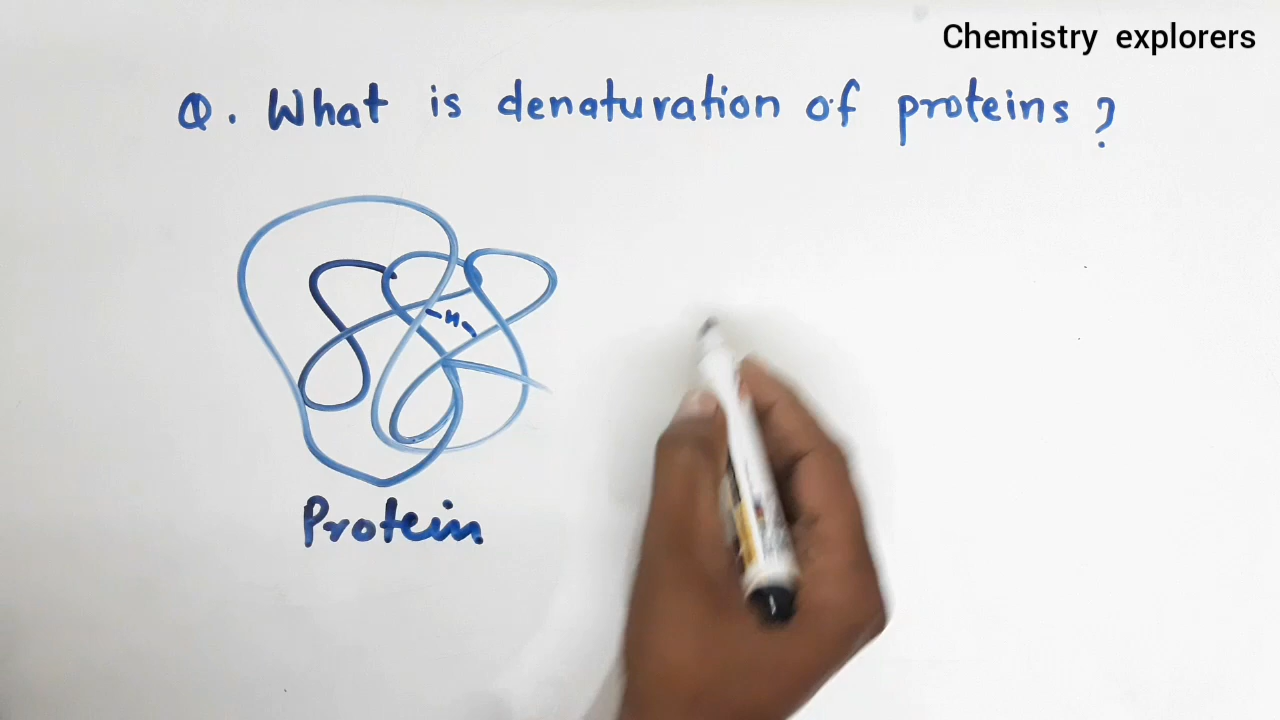 Chemistry explorers
Q. What is denaturation of proteins?
-H-
Protein